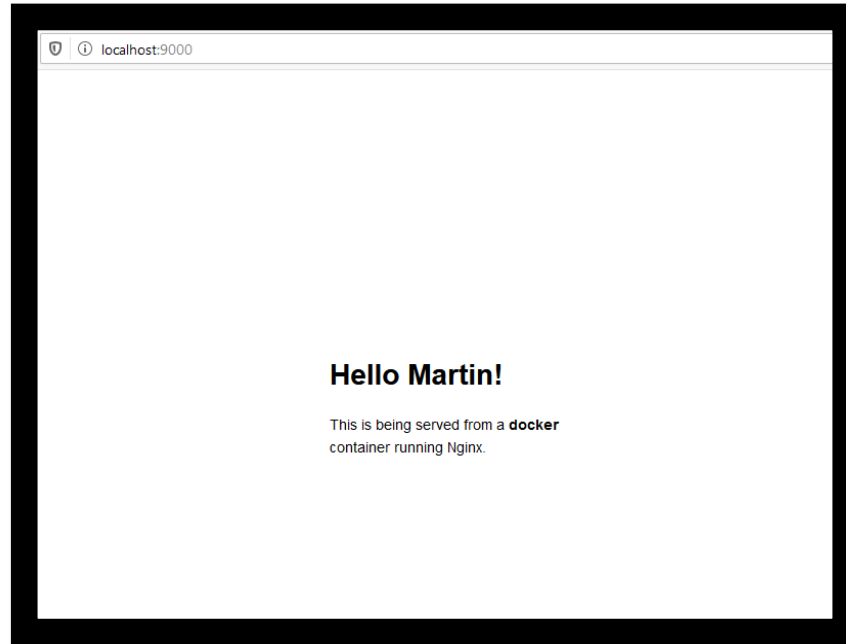 localhost:9000
Hello Martin!
This is being served from a docker
container running Nginx.